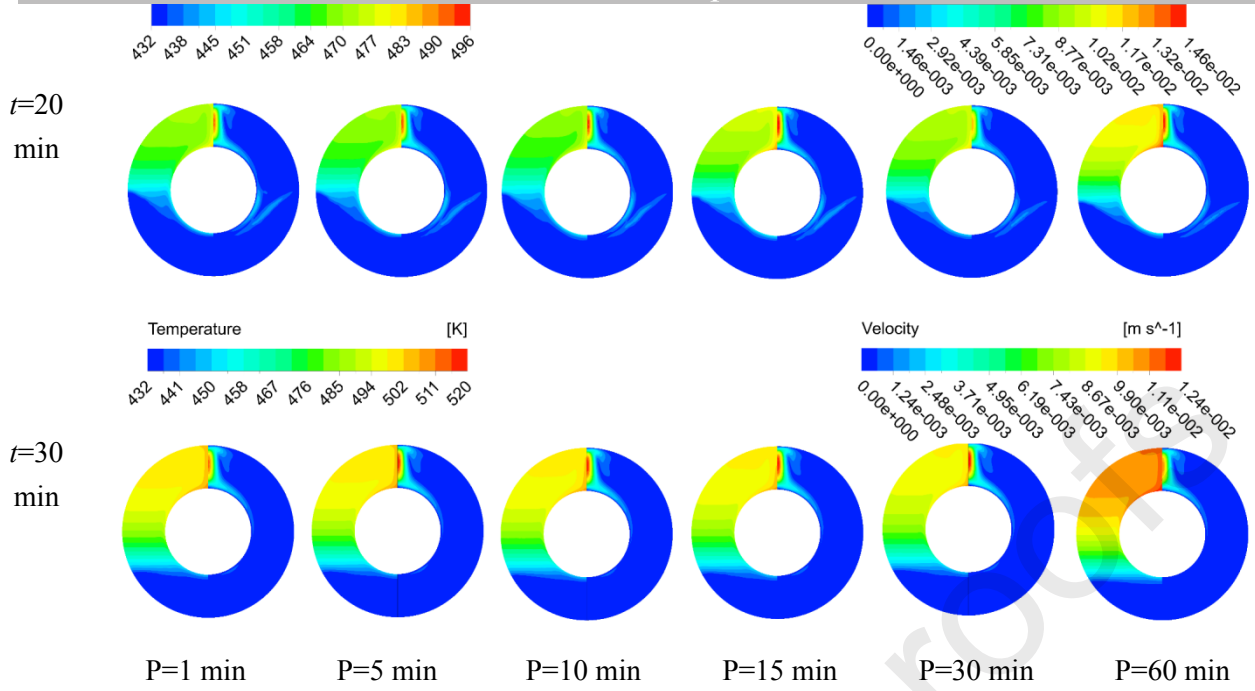 432 438 445 451 458 464 470 477 483 490 496
0.00e+000 1.46e-003 2.92e-003 4.39e-003 5.85e-003 7.31e-003 8.77e-003 1.02e-002 1.17e-002 1.32e-002 1.46e-002
t=20
min
Temperature [K]
432 441 450 458 467 476 485 494 502 511 520
Velocity [m s^-1]
0.00e+000 1.24e-003 2.48e-003 3.71e-003 4.95e-003 6.19e-003 7.43e-003 8.67e-003 9.90e-003 1.11e-002 1.24e-002
t=30
min
roofs
P=1 min P=5 min P=10 min P=15 min P=30 min P=60 min